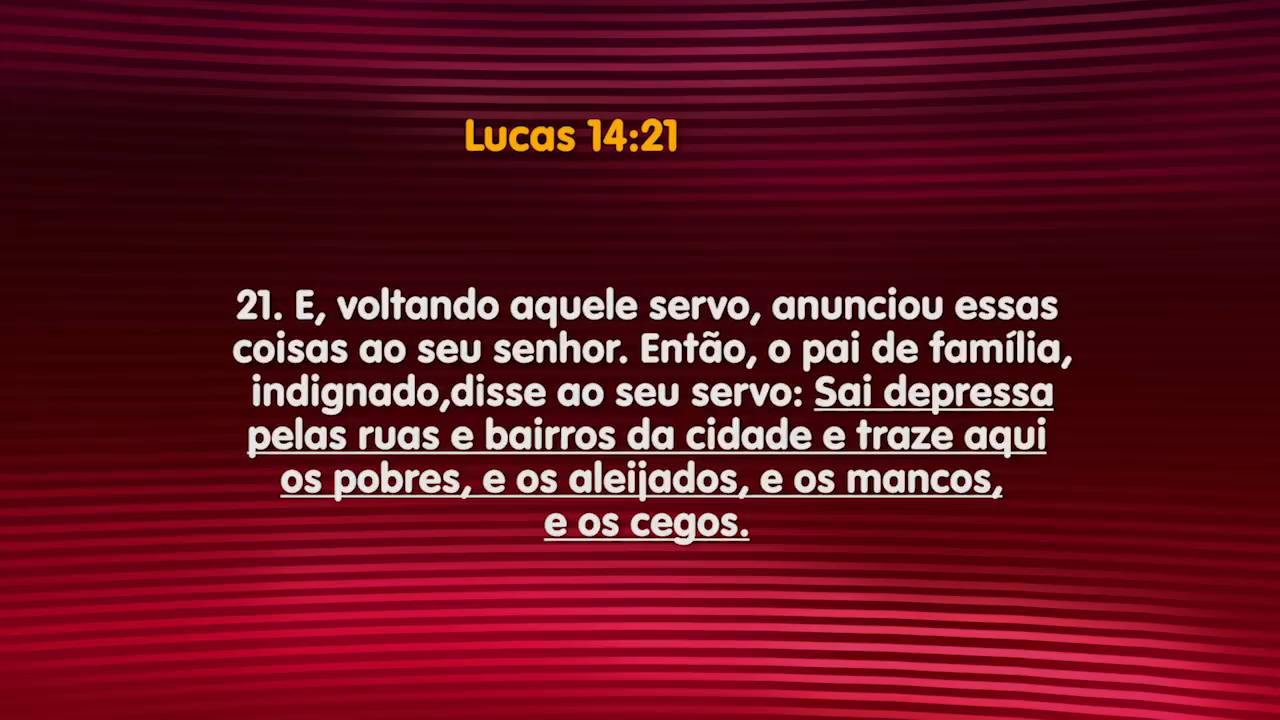 Lucas 14:21
21. E, voltando aquele servo, anunciou essas
coisas ao seu senhor. Então, o pai de família,
indignado,disse ao seu servo: Sai depressa
pelas ruas e bairros da cidade e traze aqui
os pobres, e os aleijados, e os mancos,
e os cegos.